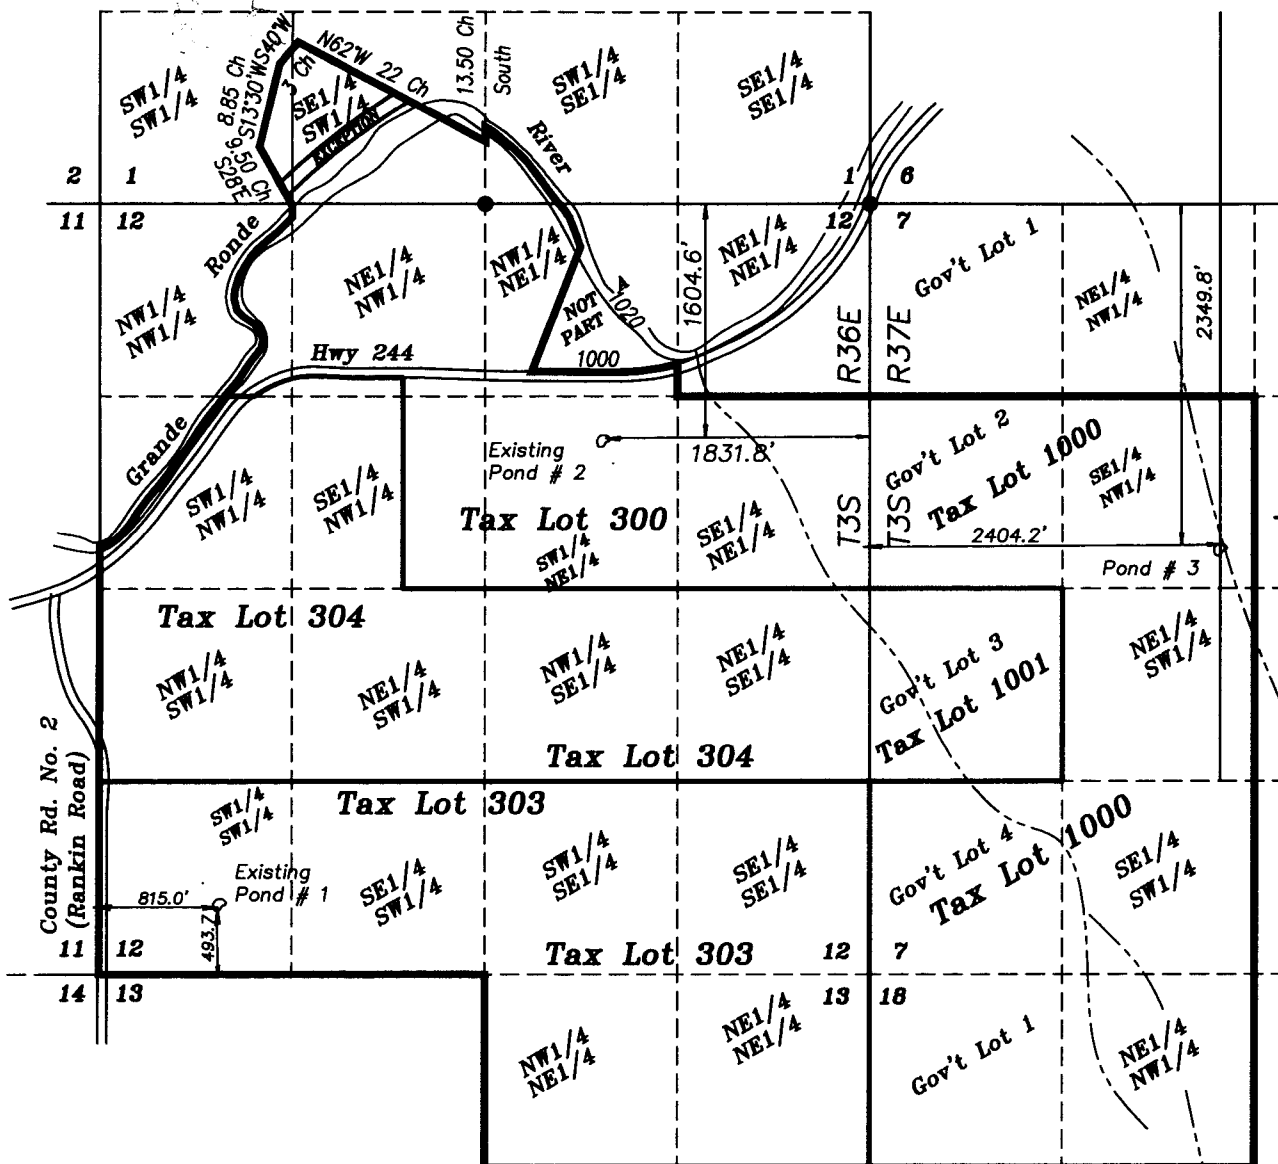 SW1/4
SW1/4
8.85 Ch
S13°30'W
S40°W
3 Ch
N62°W 22 Ch
13.50 Ch
South
SW1/4
SE1/4
SE1/4
SE1/4
SE1/4
SW1/4
EXCEPTION
9.50 Ch
S28°E
River
2 1
11 12
1 6
12 7
Ronde
NE1/4
NW1/4
NW1/4
NE1/4
NE1/4
NE1/4
1604.6'
Gov't Lot 1
NE1/4
NW1/4
2349.8'
NW1/4
NW1/4
NOT A
PART
1020
1000
Hwy 244
R36E
R37E
Grande
SW1/4
NW1/4
SE1/4
NW1/4
Existing
Pond # 2
1831.8'
Gov't Lot 2
Tax Lot 1000
SE1/4
NW1/4
Tax Lot 300
SW1/4
NE1/4
SE1/4
NE1/4
T3S
T3S
2404.2'
Pond # 3
Tax Lot 304
NW1/4
SW1/4
NE1/4
SW1/4
NW1/4
SE1/4
NE1/4
SE1/4
Gov't Lot 3
Tax Lot 1001
NE1/4
SW1/4
Tax Lot 304
County Rd. No. 2
(Rankin Road)
Tax Lot 303
SW1/4
SW1/4
Existing
Pond # 1
815.0'
493.7'
SE1/4
SW1/4
SW1/4
SE1/4
SE1/4
SE1/4
Gov't Lot 4
Tax Lot 1000
SE1/4
SW1/4
11 12
14 13
Tax Lot 303
12 7
13 18
NW1/4
NE1/4
NE1/4
NE1/4
Gov't Lot 1
NE1/4
NW1/4